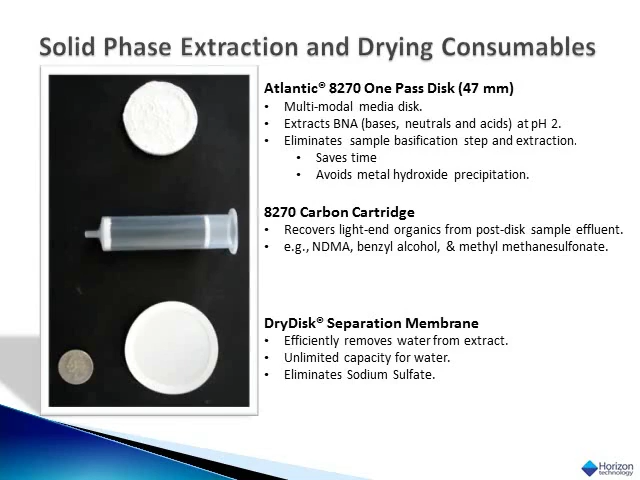 Solid Phase Extraction and Drying Consumables
Atlantic® 8270 One Pass Disk (47 mm)
• Multi-modal media disk.
• Extracts BNA (bases, neutrals and acids) at pH 2.
• Eliminates sample basification step and extraction.
• Saves time
• Avoids metal hydroxide precipitation.
8270 Carbon Cartridge
• Recovers light-end organics from post-disk sample effluent.
• e.g., NDMA, benzyl alcohol, & methyl methanesulfonate.
DryDisk® Separation Membrane
• Efficiently removes water from extract.
• Unlimited capacity for water.
• Eliminates Sodium Sulfate.
Horizon
technology